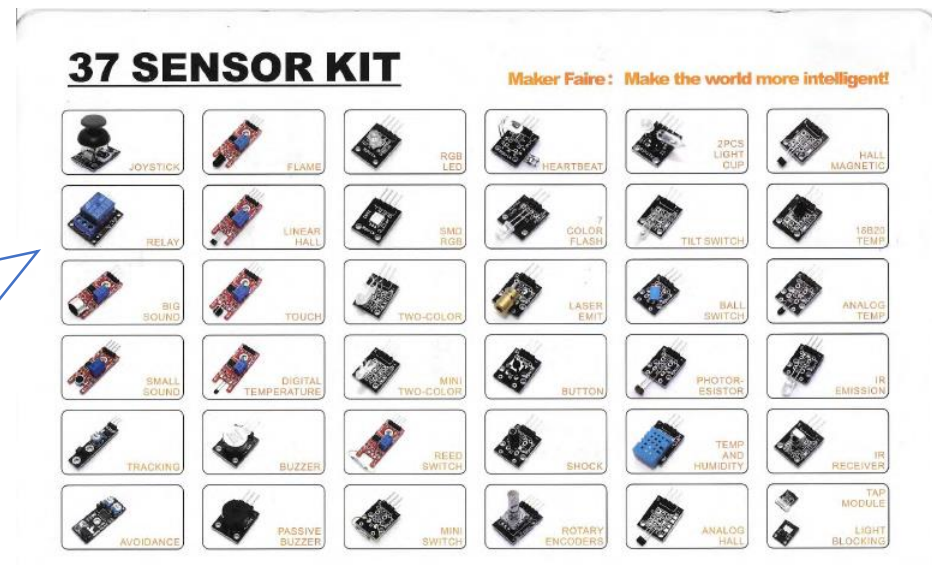 37 SENSOR KIT
Maker Faire: Make the world more intelligent!
JOYSTICK
FLAME
RGB
LED
HEARTBEAT
2PCS
LIGHT
CUP
HALL
MAGNETIC
RELAY
LINEAR
HALL
SMD
RGB
7
COLOR
FLASH
TILT SWITCH
18B20
TEMP
BIG
SOUND
TOUCH
TWO-COLOR
LASER
EMIT
BALL
SWITCH
ANALOG
TEMP
SMALL
SOUND
DIGITAL
TEMPERATURE
MINI
TWO-COLOR
BUTTON
PHOTOR-
ESISTOR
IR
EMISSION
TRACKING
BUZZER
REED
SWITCH
SHOCK
TEMP
AND
HUMIDITY
IR
RECEIVER
AVOIDANCE
PASSIVE
BUZZER
MINI
SWITCH
ROTARY
ENCODERS
ANALOG
HALL
TAP
MODULE
LIGHT
BLOCKING